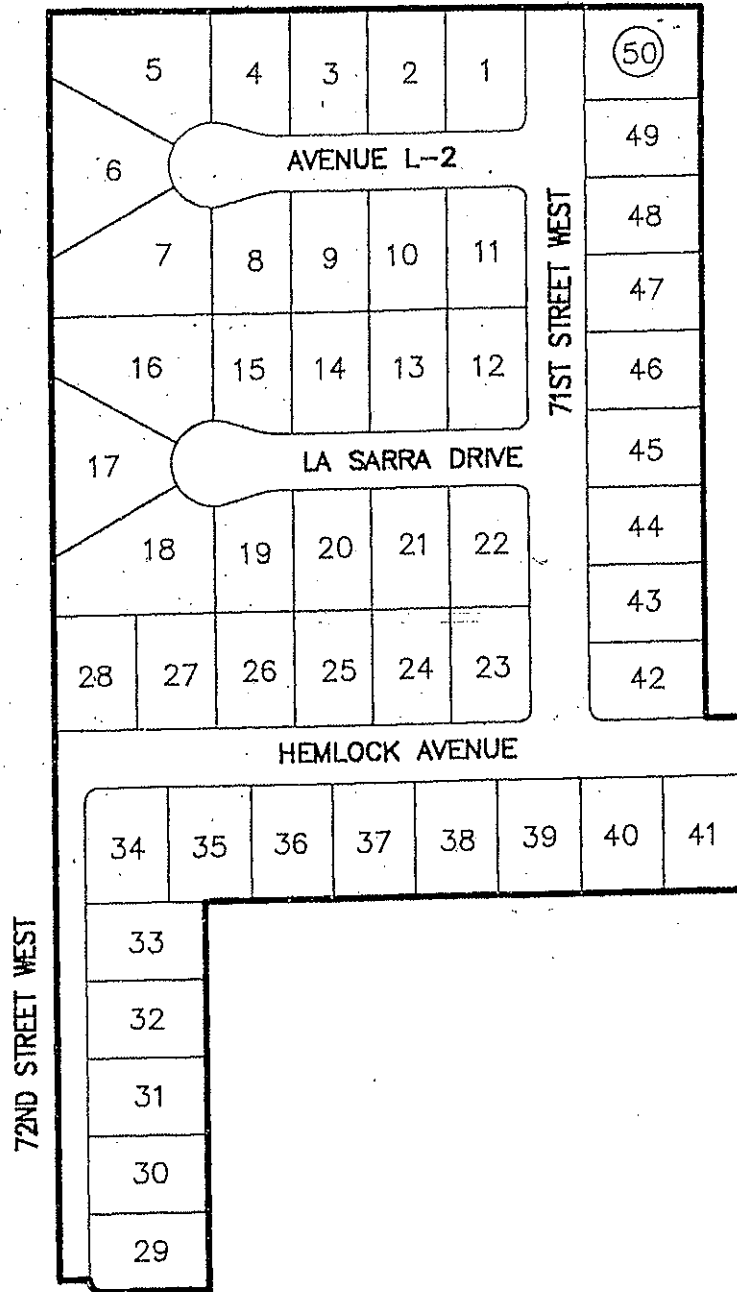 5 4 3 2 1 50
49
6 AVENUE L-2
48
7 8 9 10 11
71ST STREET WEST
47
16 15 14 13 12 46
17 LA SARRA DRIVE 45
18 19 20 21 22 44
43
28 27 26 25 24 23 42
HEMLOCK AVENUE
34 35 36 37 38 39 40 41
33
72ND STREET WEST
32
31
30
29